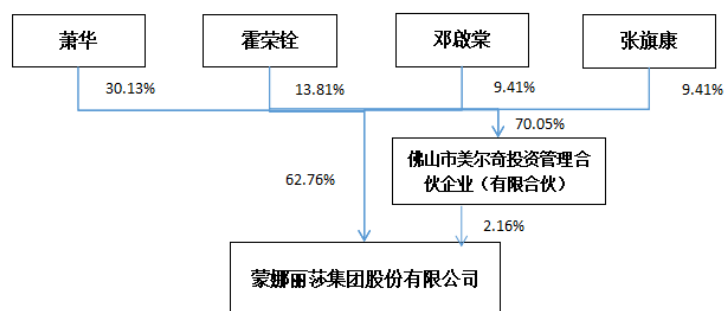 萧华
霍荣铨
邓啟棠
张旗康
30.13%
13.81%
9.41%
9.41%
70.05%
佛山市美尔奇投资管理合
伙企业（有限合伙）
62.76%
2.16%
蒙娜丽莎集团股份有限公司